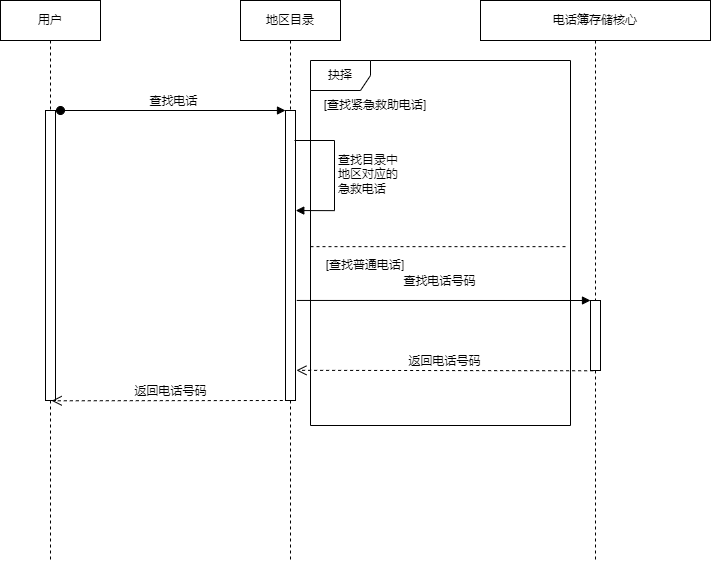 用户
地区目录
电话簿存储核心
抉择
查找电话
[查找紧急救助电话]
查找目录中
地区对应的
急救电话
[查找普通电话]
查找电话号码
返回电话号码
返回电话号码